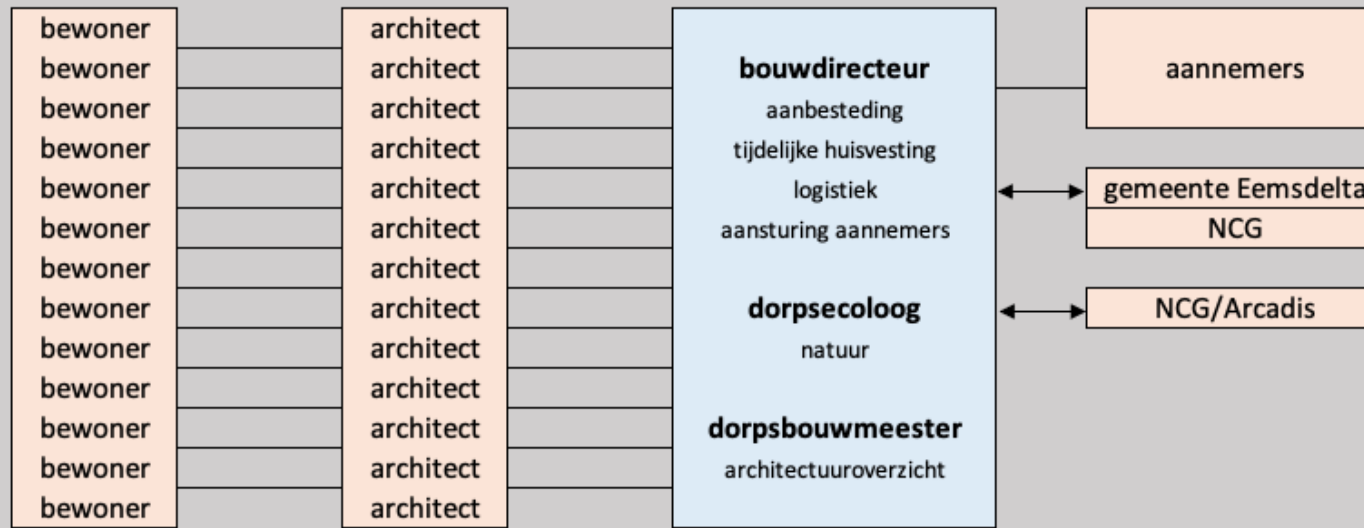 bewoner
bewoner
bewoner
bewoner
bewoner
bewoner
bewoner
bewoner
bewoner
bewoner
bewoner
bewoner
bewoner
architect
architect
architect
architect
architect
architect
architect
architect
architect
architect
architect
architect
architect
bouwdirecteur
aanbesteding
tijdelijke huisvesting
logistiek
aansturing aannemers
dorpsecoloog
natuur
dorpsbouwmeester
architectuuroverzicht
aannemers
gemeente Eemsdelta
NCG
NCG/Arcadis